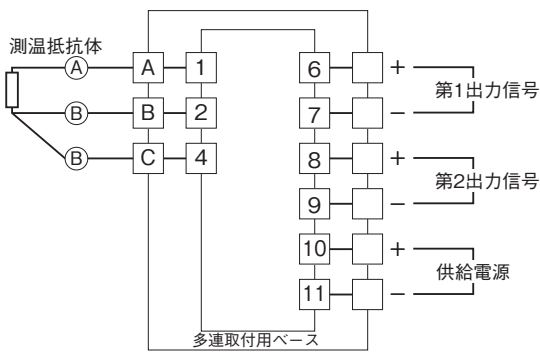 測温抵抗体
A A 1 6 +
第1出力信号
B B 2 7 −
B C 4 8 +
第2出力信号
9 −
10 +
供給電源
11 −
多連取付用ベース